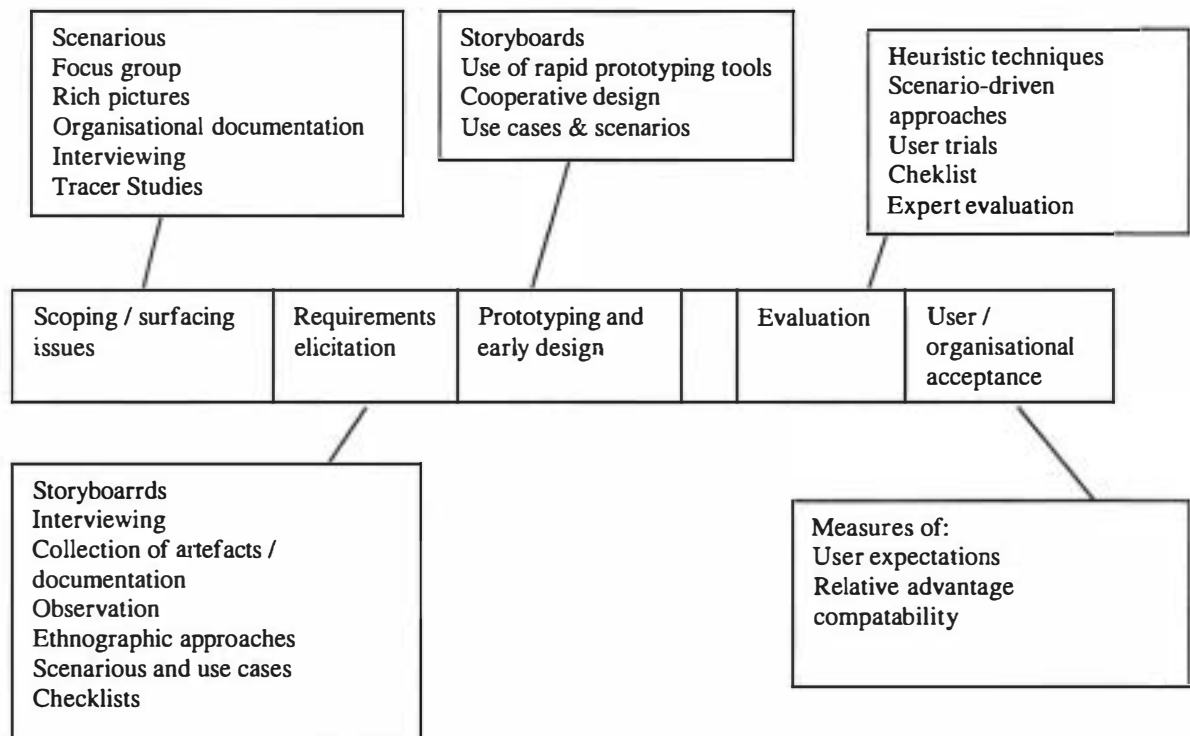 Scenarious
Focus group
Rich pictures
Organisational documentation
Interviewing
Tracer Studies
Storyboards
Use of rapid prototyping tools
Cooperative design
Use cases & scenarios
Heuristic techniques
Scenario-driven
approaches
User trials
Cheklist
Expert evaluation
Scoping / surfacing
issues
Requirements
elicitation
Prototyping and
early design
Evaluation
User /
organisational
acceptance
Storyboarrds
Interviewing
Collection of artefacts /
documentation
Observation
Ethnographic approaches
Scenarious and use cases
Checklists
Measures of:
User expectations
Relative advantage
compatability